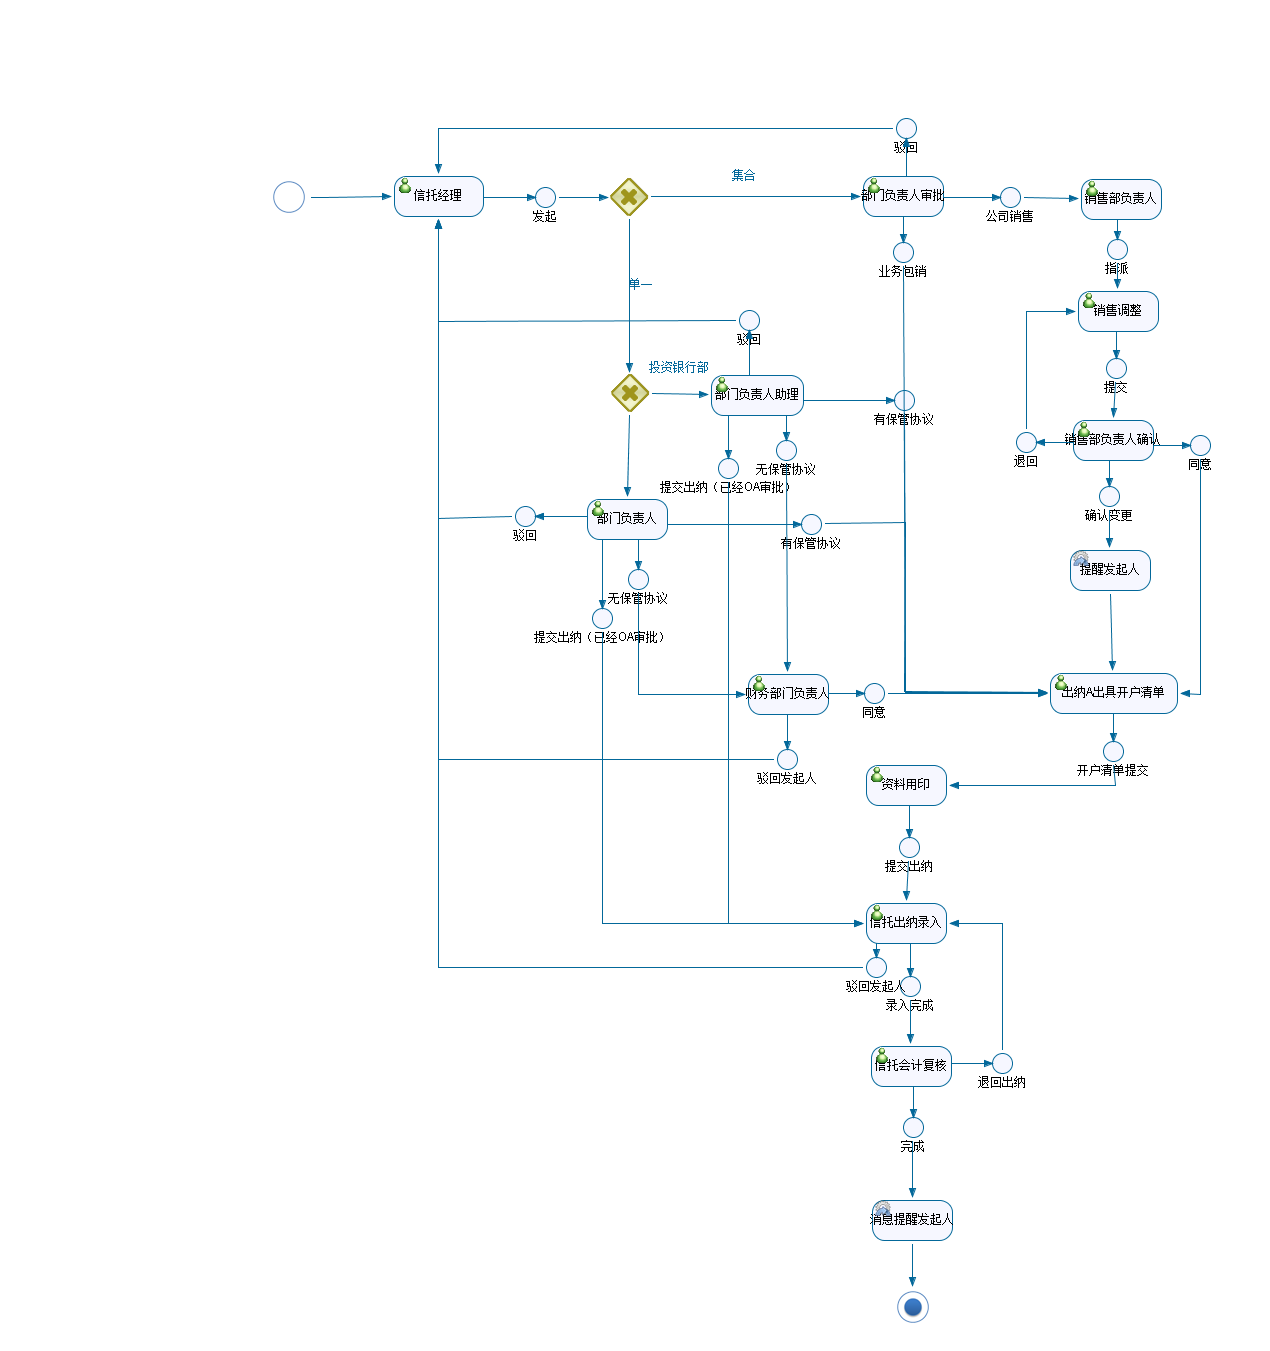 驳回
集合
信托经理
部门负责人审批
销售部负责人
发起
公司销售
业务包销
指派
单一
销售调整
驳回
投资银行部
提交
部门负责人助理
有保管协议
销售部负责人确认
退回
同意
无保管协议
提交出纳（已经OA审批）
确认变更
部门负责人
驳回
有保管协议
提醒发起人
无保管协议
提交出纳（已经OA审批）
财务部门负责人
出纳A出具开户清单
同意
开户清单提交
驳回发起人
资料用印
提交出纳
信托出纳录入
驳回发起人
录入完成
信托会计复核
退回出纳
完成
消息提醒发起人